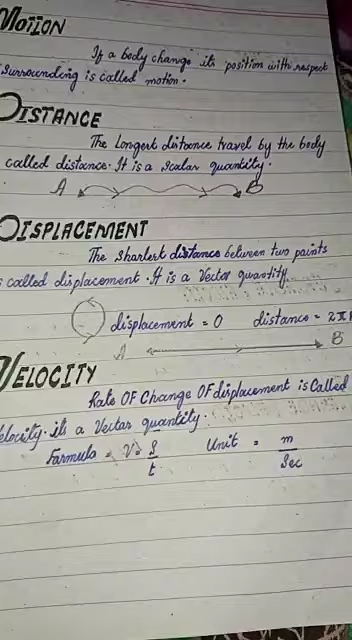 MOTION
If a body change its position with respect
surrounding is called motion.
DISTANCE
The Longest distance travel by the body
called distance. It is a Scalar quantity.
A B
DISPLACEMENT
The shortest distance between two points
is called displacement. It is a Vector quantity.
displacement = 0 distance = 2π
A B
VELOCITY
Rate OF Change OF displacement is Called
velocity. its a Vector quantity.
Formula = V = S/t Unit = m/Sec